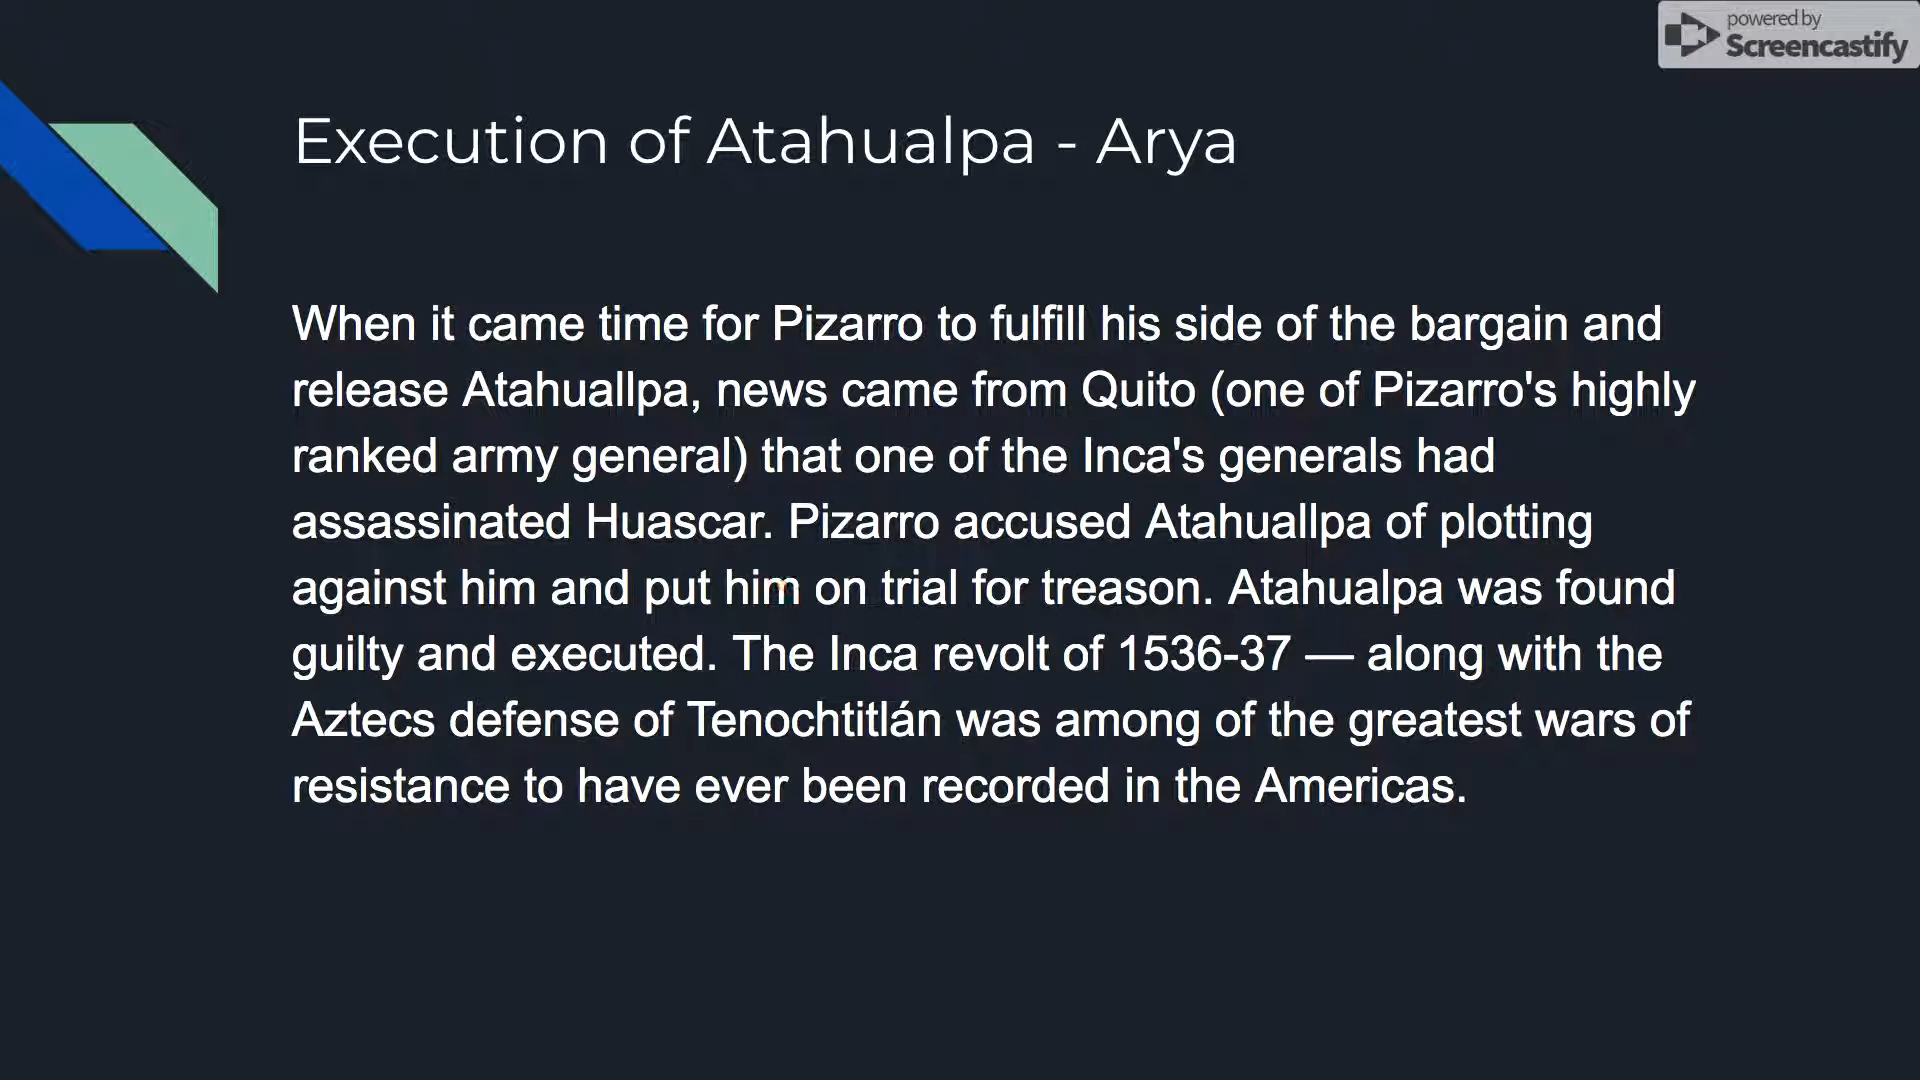 powered by
Screencastify
Execution of Atahualpa - Arya
When it came time for Pizarro to fulfill his side of the bargain and
release Atahuallpa, news came from Quito (one of Pizarro's highly
ranked army general) that one of the Inca's generals had
assassinated Huascar. Pizarro accused Atahuallpa of plotting
against him and put him on trial for treason. Atahualpa was found
guilty and executed. The Inca revolt of 1536-37 — along with the
Aztecs defense of Tenochtitlán was among of the greatest wars of
resistance to have ever been recorded in the Americas.